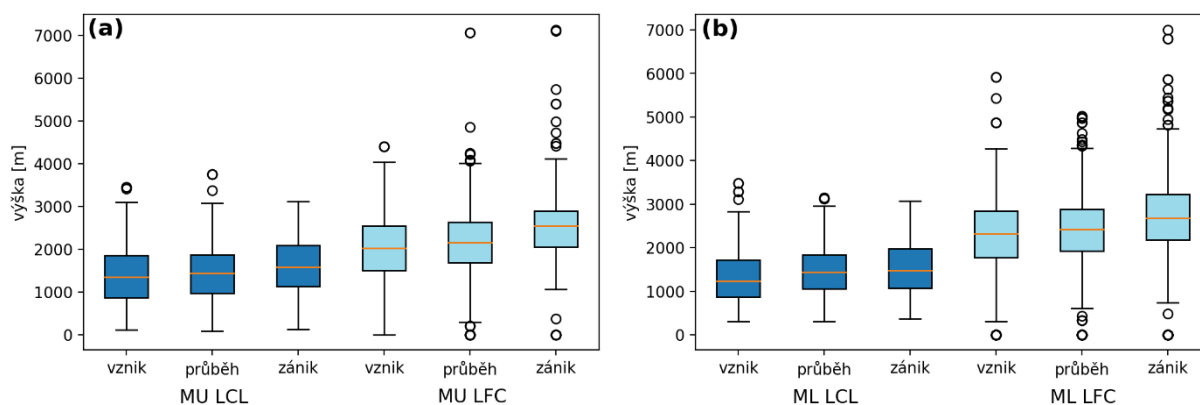 (a)
výška [m]
7000
6000
5000
4000
3000
2000
1000
0
vznik průběh zánik vznik průběh zánik
MU LCL MU LFC
(b)
výška [m]
7000
6000
5000
4000
3000
2000
1000
0
vznik průběh zánik vznik průběh zánik
ML LCL ML LFC